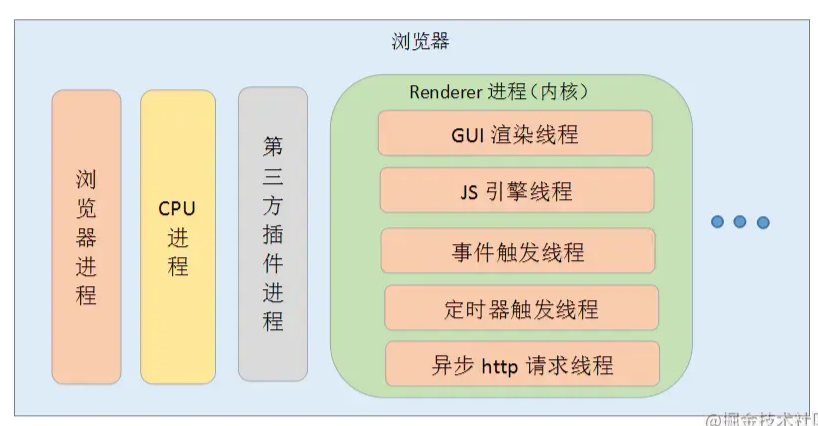 浏览器
浏览器进程
CPU进程
第三方插件进程
Renderer 进程（内核）
GUI 渲染线程
JS 引擎线程
事件触发线程
定时器触发线程
异步 http 请求线程
@掘金技术社区